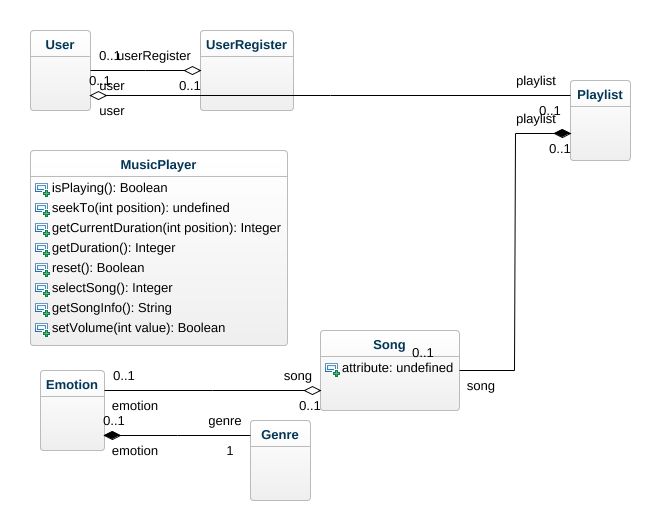 User
UserRegister
0..1
userRegister
0..1
user
0..1
user
playlist
Playlist
0..1
playlist
0..1
MusicPlayer
isPlaying(): Boolean
seekTo(int position): undefined
getCurrentDuration(int position): Integer
getDuration(): Integer
reset(): Boolean
selectSong(): Integer
getSongInfo(): String
setVolume(int value): Boolean
Song
0..1
attribute: undefined
song
Emotion
0..1
song
emotion
0..1
0..1
genre
Genre
emotion
1